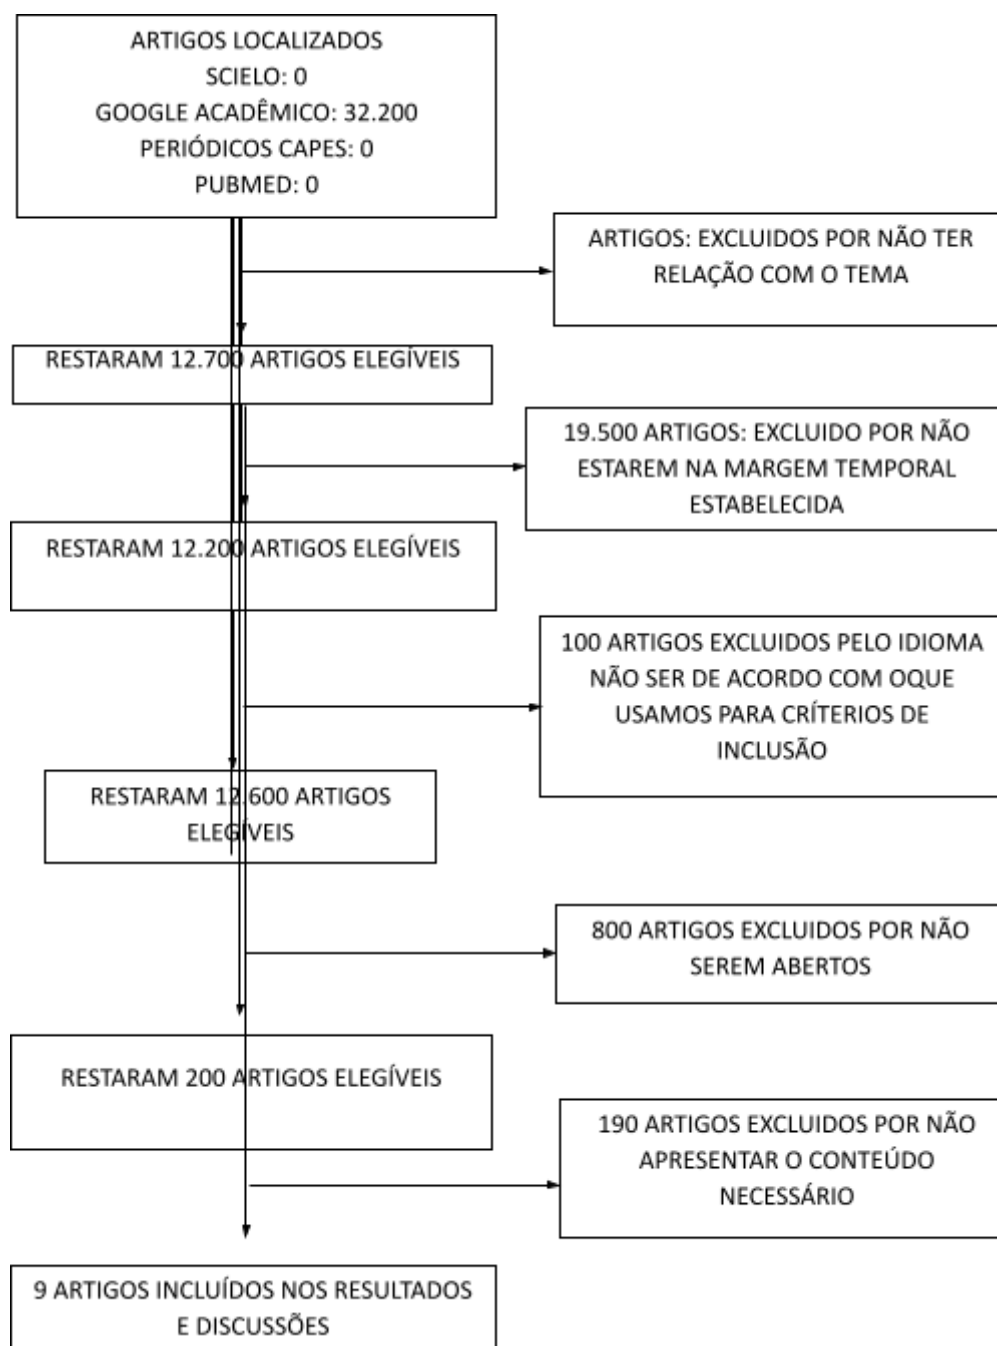 ARTIGOS LOCALIZADOS
SCIELO: 0
GOOGLE ACADÊMICO: 32.200
PERIÓDICOS CAPES: 0
PUBMED: 0
ARTIGOS: EXCLUIDOS POR NÃO TER
RELAÇÃO COM O TEMA
RESTARAM 12.700 ARTIGOS ELEGÍVEIS
19.500 ARTIGOS: EXCLUIDO POR NÃO
ESTAREM NA MARGEM TEMPORAL
ESTABELECIDA
RESTARAM 12.200 ARTIGOS ELEGÍVEIS
100 ARTIGOS EXCLUIDOS PELO IDIOMA
NÃO SER DE ACORDO COM OQUE
USAMOS PARA CRÍTERIOS DE
INCLUSÃO
RESTARAM 12.600 ARTIGOS
ELEGÍVEIS
800 ARTIGOS EXCLUIDOS POR NÃO
SEREM ABERTOS
RESTARAM 200 ARTIGOS ELEGÍVEIS
190 ARTIGOS EXCLUIDOS POR NÃO
APRESENTAR O CONTEÚDO
NECESSÁRIO
9 ARTIGOS INCLUÍDOS NOS RESULTADOS
E DISCUSSÕES